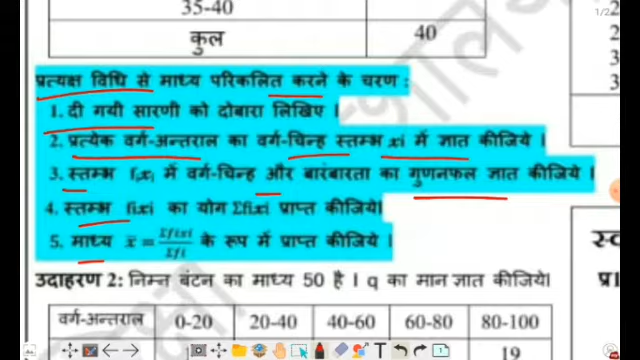 35-40
कुल 40
1/2
प्रत्यक्ष विधि से माध्य परिकलित करने के चरण :
1. दी गयी सारणी को दोबारा लिखिए ।
2. प्रत्येक वर्ग-अन्तराल का वर्ग-चिन्ह स्तम्भ xi में ज्ञात कीजिये ।
3. स्तम्भ fᵢxᵢ में वर्ग-चिन्ह और बारंबारता का गुणनफल ज्ञात कीजिये ।
4. स्तम्भ fixi का योग Σfixi प्राप्त कीजिये।
5. माध्य x̄ = Σfixi/Σfi के रूप में प्राप्त कीजिये ।
उदाहरण 2: निम्न बंटन का माध्य 50 है । q का मान ज्ञात कीजिये।
वर्ग-अन्तराल 0-20 20-40 40-60 60-80 80-100
19